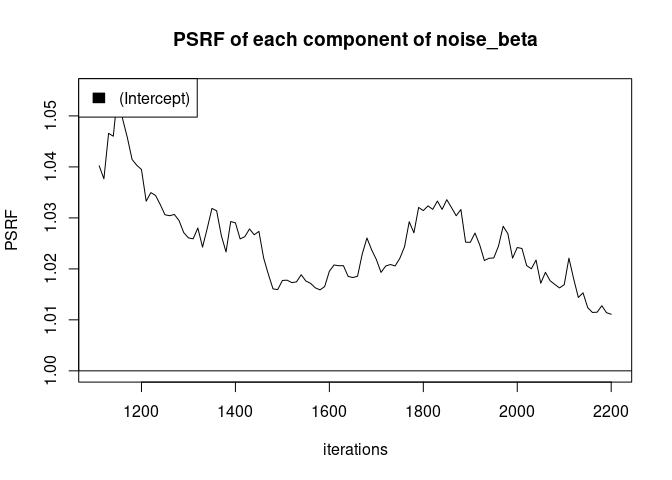 PSRF of each component of noise_beta
(Intercept)
PSRF
1.05
1.04
1.03
1.02
1.01
1.00
1200 1400 1600 1800 2000 2200
iterations